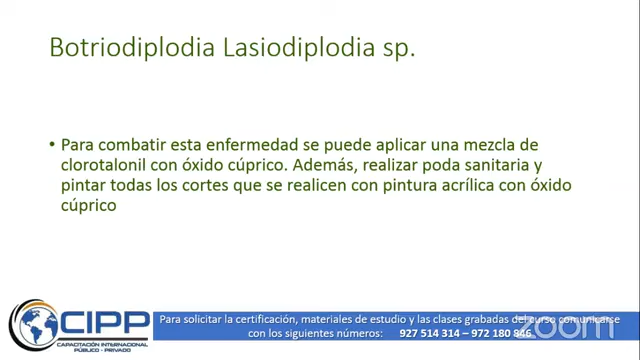 Botriodiplodia Lasiodiplodia sp.
• Para combatir esta enfermedad se puede aplicar una mezcla de
clorotalonil con óxido cúprico. Además, realizar poda sanitaria y
pintar todas los cortes que se realicen con pintura acrílica con óxido
cúprico
CIPP
CAPACITACIÓN INTERNACIONAL
PÚBLICO - PRIVADO
Para solicitar la certificación, materiales de estudio y las clases grabadas del curso comunicarse
con los siguientes números: 927 514 314 – 972 180 846
zoom